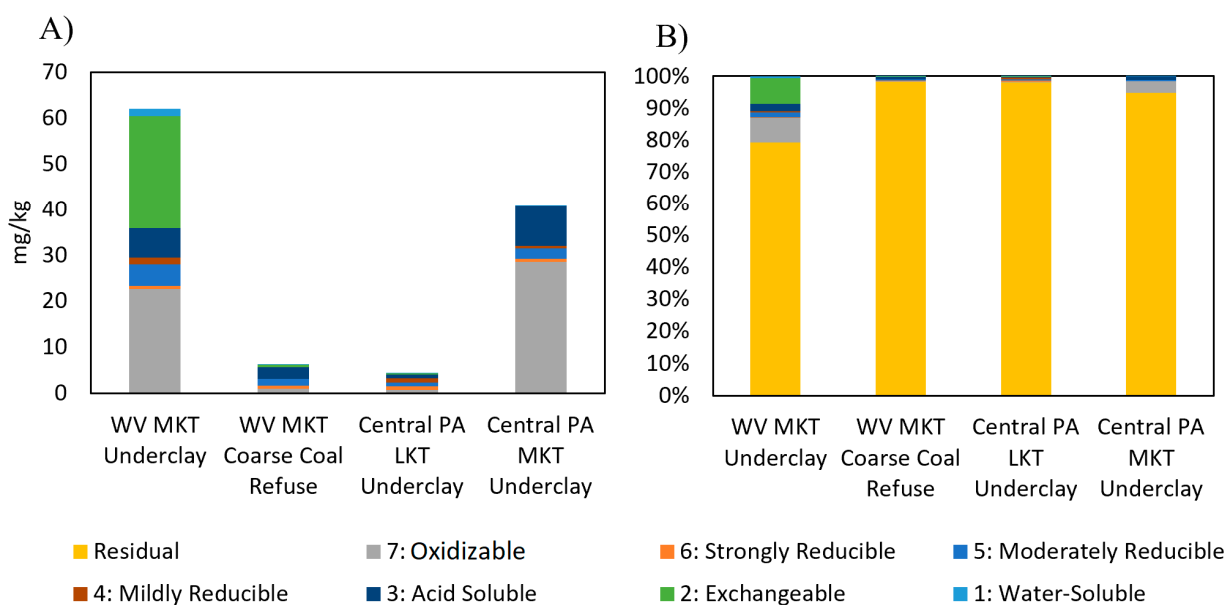 A)
70
60
50
40
30
20
10
0
mg/kg
WV MKT
Underclay
WV MKT
Coarse Coal
Refuse
Central PA
LKT
Underclay
Central PA
MKT
Underclay
B)
100%
90%
80%
70%
60%
50%
40%
30%
20%
10%
0%
WV MKT
Underclay
WV MKT
Coarse Coal
Refuse
Central PA
LKT
Underclay
Central PA
MKT
Underclay
Residual
7: Oxidizable
6: Strongly Reducible
5: Moderately Reducible
4: Mildly Reducible
3: Acid Soluble
2: Exchangeable
1: Water-Soluble